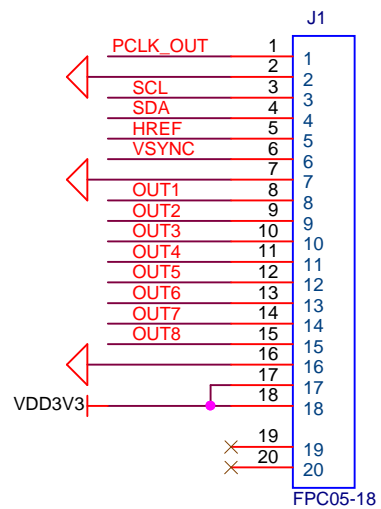 J1
PCLK_OUT 1 1
2 2
SCL 3 3
SDA 4 4
HREF 5 5
VSYNC 6 6
7 7
OUT1 8 8
OUT2 9 9
OUT3 10 10
OUT4 11 11
OUT5 12 12
OUT6 13 13
OUT7 14 14
OUT8 15 15
16 16
17 17
VDD3V3 18 18
19 19
20 20
FPC05-18